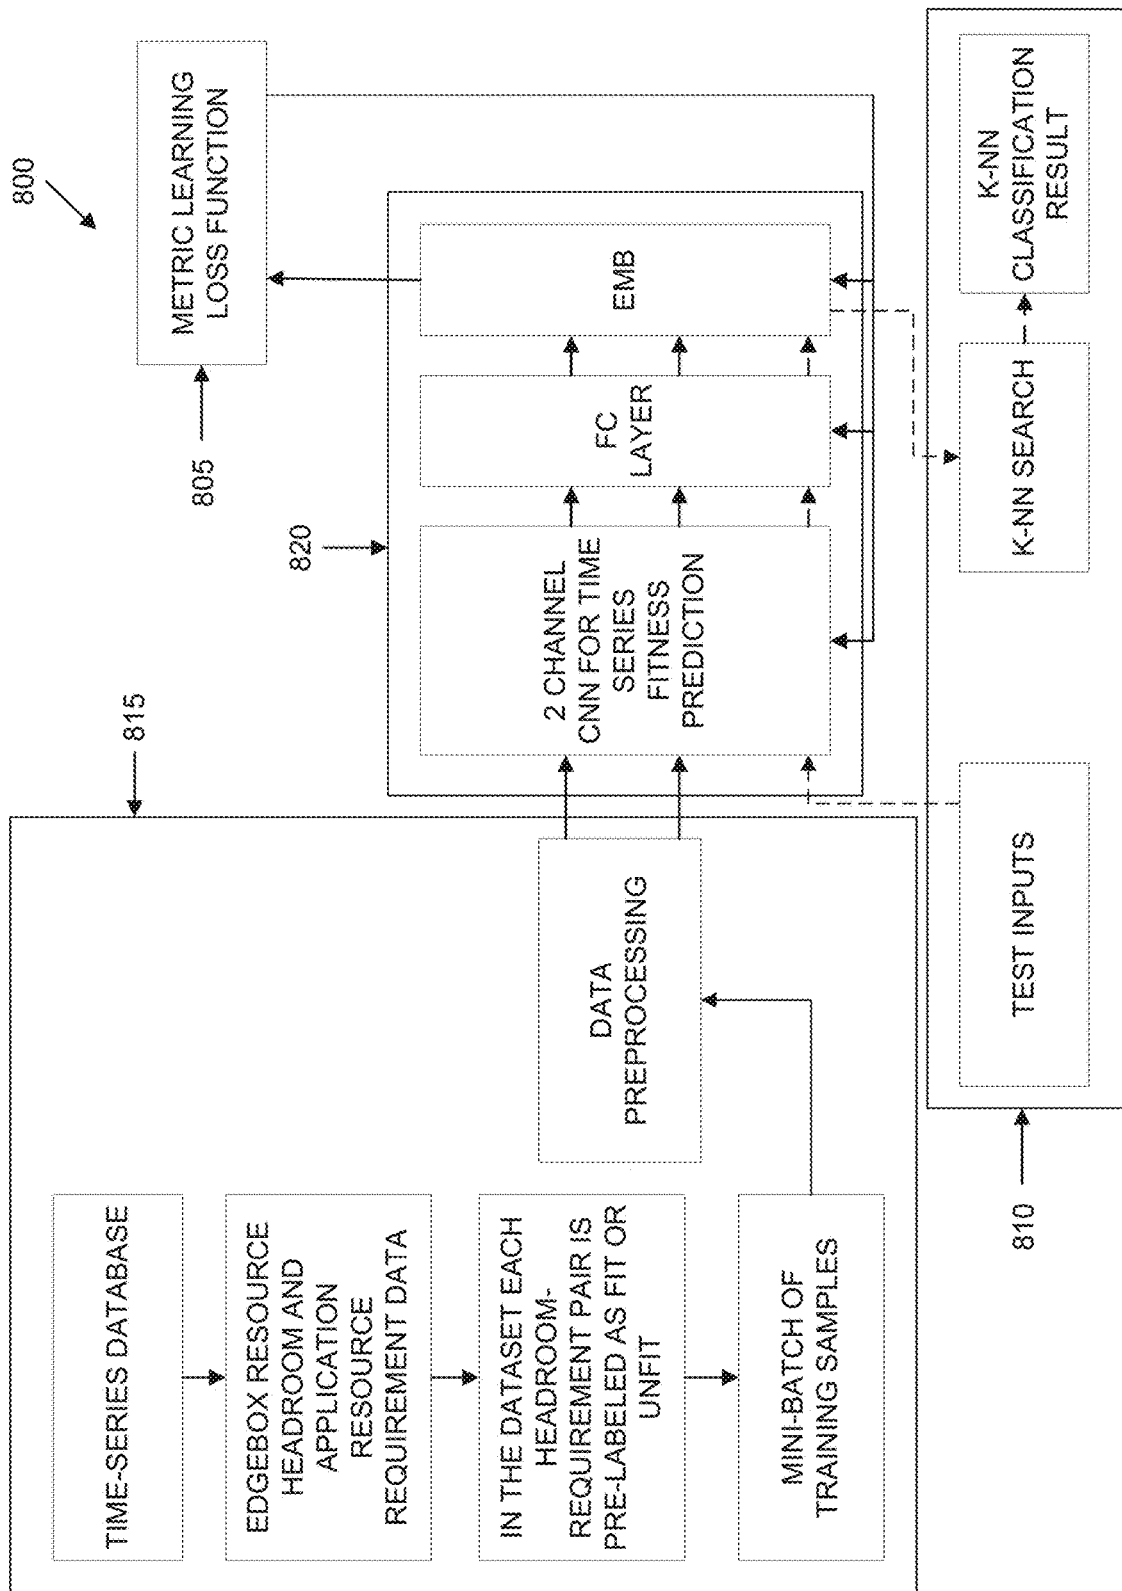 800
METRIC LEARNING
LOSS FUNCTION
805
815
TIME-SERIES DATABASE
EDGEBOX RESOURCE
HEADROOM AND
APPLICATION
RESOURCE
REQUIREMENT DATA
IN THE DATASET EACH
HEADROOM-
REQUIREMENT PAIR IS
PRE-LABELED AS FIT OR
UNFIT
MINI-BATCH OF
TRAINING SAMPLES
DATA
PREPROCESSING
820
2 CHANNEL
CNN FOR TIME
SERIES
FITNESS
PREDICTION
FC
LAYER
EMB
810
TEST INPUTS
K-NN SEARCH
K-NN
CLASSIFICATION
RESULT